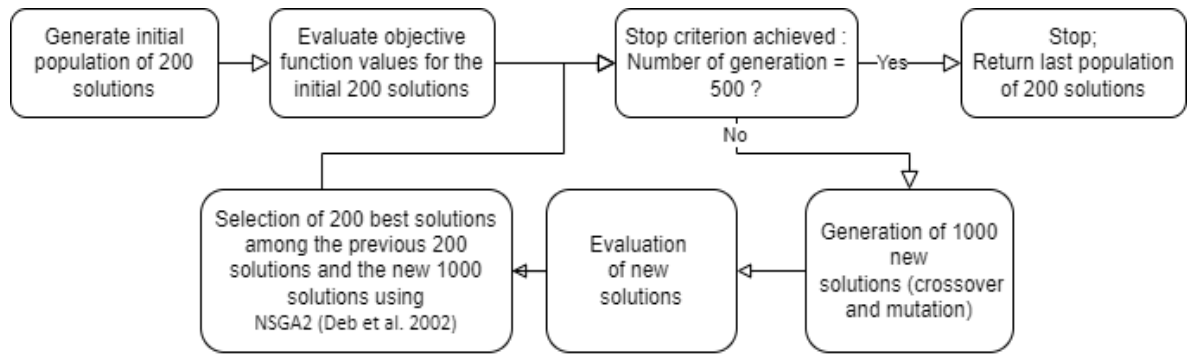 Generate initial
population of 200
solutions
Evaluate objective
function values for the
initial 200 solutions
Stop criterion achieved :
Number of generation =
500 ?
Yes
Stop;
Return last population
of 200 solutions
No
Generation of 1000
new
solutions (crossover
and mutation)
Evaluation
of new
solutions
Selection of 200 best solutions
among the previous 200
solutions and the new 1000
solutions using
NSGA2 (Deb et al. 2002)